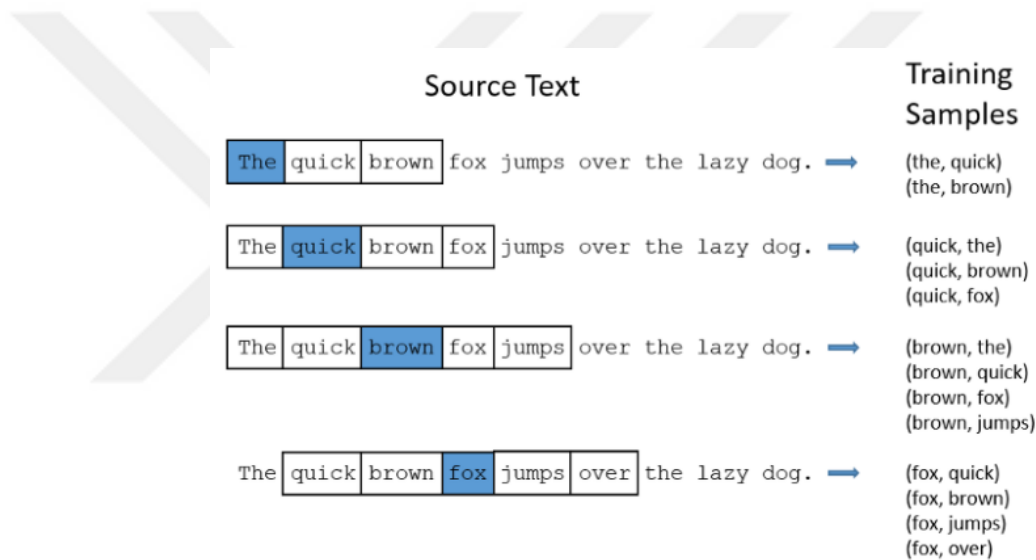 Source Text
Training
Samples
The quick brown fox jumps over the lazy dog.
(the, quick)
(the, brown)
The quick brown fox jumps over the lazy dog.
(quick, the)
(quick, brown)
(quick, fox)
The quick brown fox jumps over the lazy dog.
(brown, the)
(brown, quick)
(brown, fox)
(brown, jumps)
The quick brown fox jumps over the lazy dog.
(fox, quick)
(fox, brown)
(fox, jumps)
(fox, over)